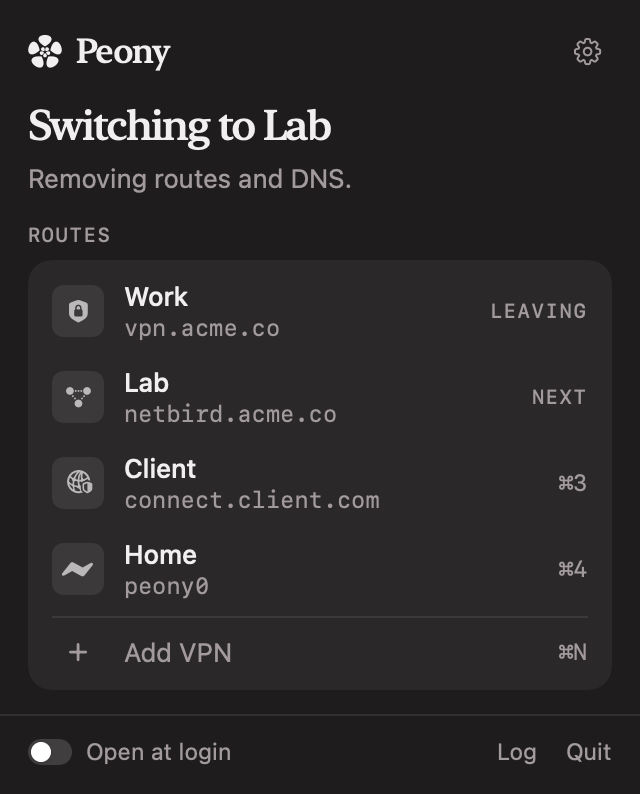 Peony
Switching to Lab
Removing routes and DNS.
ROUTES
Work
vpn.acme.co
LEAVING
Lab
netbird.acme.co
NEXT
Client
connect.client.com
⌘3
Home
peony0
⌘4
+ Add VPN
⌘N
Open at login
Log
Quit